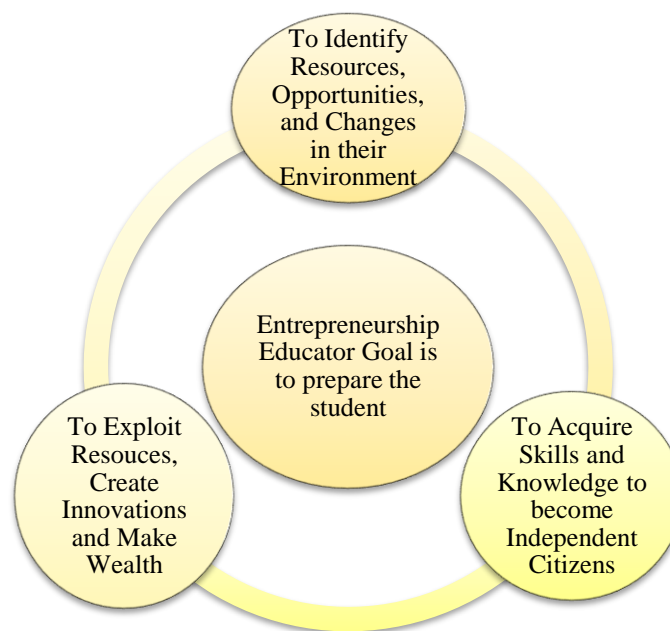 To Identify
Resources,
Opportunities,
and Changes
in their
Environment
Entrepreneurship
Educator Goal is
to prepare the
student
To Exploit
Resouces,
Create
Innovations
and Make
Wealth
To Acquire
Skills and
Knowledge to
become
Independent
Citizens